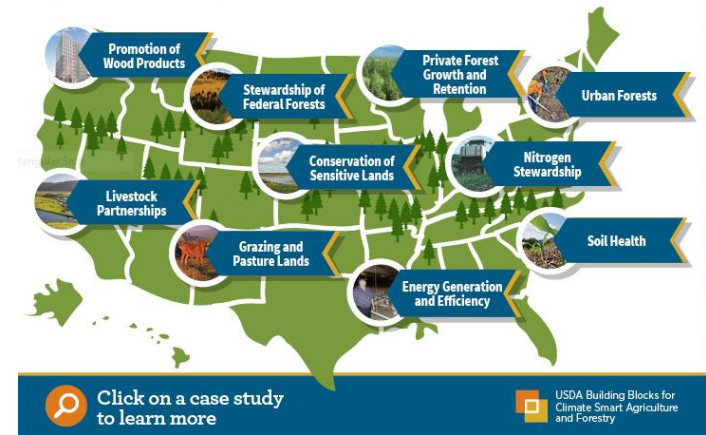 Promotion of
Wood Products
Stewardship of
Federal Forests
Private Forest
Growth and
Retention
Urban Forests
Conservation of
Sensitive Lands
Nitrogen
Stewardship
Livestock
Partnerships
Grazing and
Pasture Lands
Soil Health
Energy Generation
and Efficiency
Click on a case study
to learn more
USDA Building Blocks for
Climate Smart Agriculture
and Forestry